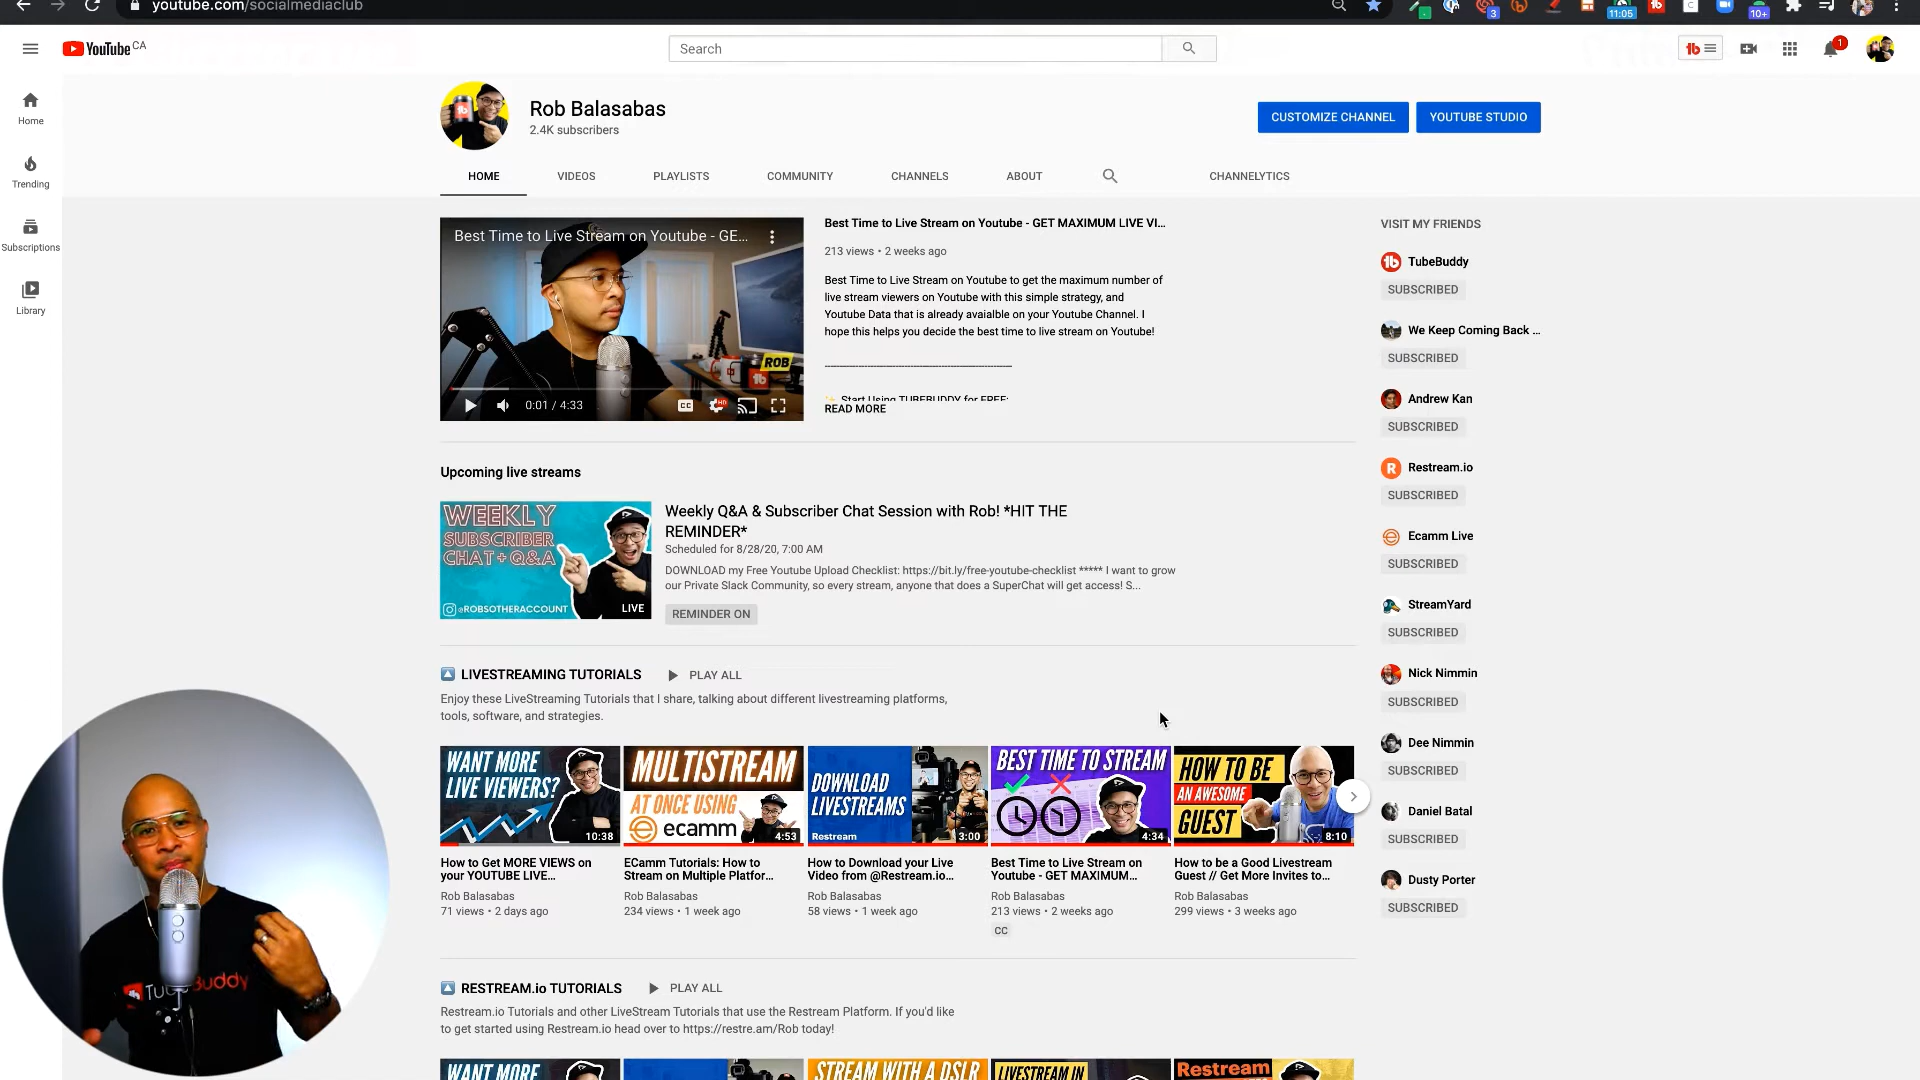 youtube.com/socialmediaclub
3
11:05
10+
YouTube CA
Search
1
Home
Trending
Subscriptions
Library
Rob Balasabas
2.4K subscribers
CUSTOMIZE CHANNEL
YOUTUBE STUDIO
HOME
VIDEOS
PLAYLISTS
COMMUNITY
CHANNELS
ABOUT
CHANNELYTICS
Best Time to Live Stream on Youtube - GE...
ROB
0:01 / 4:33
CC
HD
Best Time to Live Stream on Youtube - GET MAXIMUM LIVE VI...
213 views • 2 weeks ago
Best Time to Live Stream on Youtube to get the maximum number of
live stream viewers on Youtube with this simple strategy, and
Youtube Data that is already avaialble on your Youtube Channel. I
hope this helps you decide the best time to live stream on Youtube!
Start Using TUBEBUDDY for FREE:
READ MORE
Upcoming live streams
WEEKLY
SUBSCRIBER
CHAT + Q&A
@ROBSOTHERACCOUNT
LIVE
Weekly Q&A & Subscriber Chat Session with Rob! *HIT THE
REMINDER*
Scheduled for 8/28/20, 7:00 AM
DOWNLOAD my Free Youtube Upload Checklist: https://bit.ly/free-youtube-checklist ***** I want to grow
our Private Slack Community, so every stream, anyone that does a SuperChat will get access! S...
REMINDER ON
LIVESTREAMING TUTORIALS
PLAY ALL
Enjoy these LiveStreaming Tutorials that I share, talking about different livestreaming platforms,
tools, software, and strategies.
WANT MORE
LIVE VIEWERS?
10:38
How to Get MORE VIEWS on
your YOUTUBE LIVE...
Rob Balasabas
71 views • 2 days ago
MULTISTREAM
AT ONCE USING
ecamm
4:53
ECamm Tutorials: How to
Stream on Multiple Platfor...
Rob Balasabas
234 views • 1 week ago
DOWNLOAD
LIVESTREAMS
Restream
3:00
How to Download your Live
Video from @Restream.io...
Rob Balasabas
58 views • 1 week ago
BEST TIME TO STREAM
4:34
Best Time to Live Stream on
Youtube - GET MAXIMUM...
Rob Balasabas
213 views • 2 weeks ago
CC
HOW TO BE
AN AWESOME
GUEST
8:10
How to be a Good Livestream
Guest // Get More Invites to...
Rob Balasabas
299 views • 3 weeks ago
RESTREAM.io TUTORIALS
PLAY ALL
Restream.io Tutorials and other LiveStream Tutorials that use the Restream Platform. If you'd like
to get started using Restream.io head over to https://restre.am/Rob today!
WANT MORE
STREAM WITH A DSLR
LIVESTREAM IN
Restream
VISIT MY FRIENDS
TubeBuddy
SUBSCRIBED
We Keep Coming Back ...
SUBSCRIBED
Andrew Kan
SUBSCRIBED
Restream.io
SUBSCRIBED
Ecamm Live
SUBSCRIBED
StreamYard
SUBSCRIBED
Nick Nimmin
SUBSCRIBED
Dee Nimmin
SUBSCRIBED
Daniel Batal
SUBSCRIBED
Dusty Porter
SUBSCRIBED